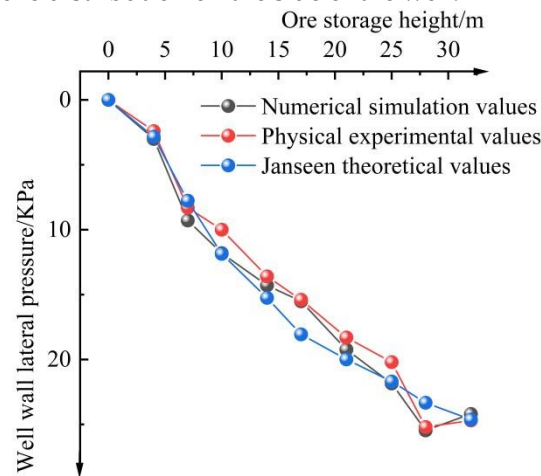 Ore storage height/m
0 5 10 15 20 25 30
0
Numerical simulation values
Physical experimental values
Janseen theoretical values
10
20
Well wall lateral pressure/KPa